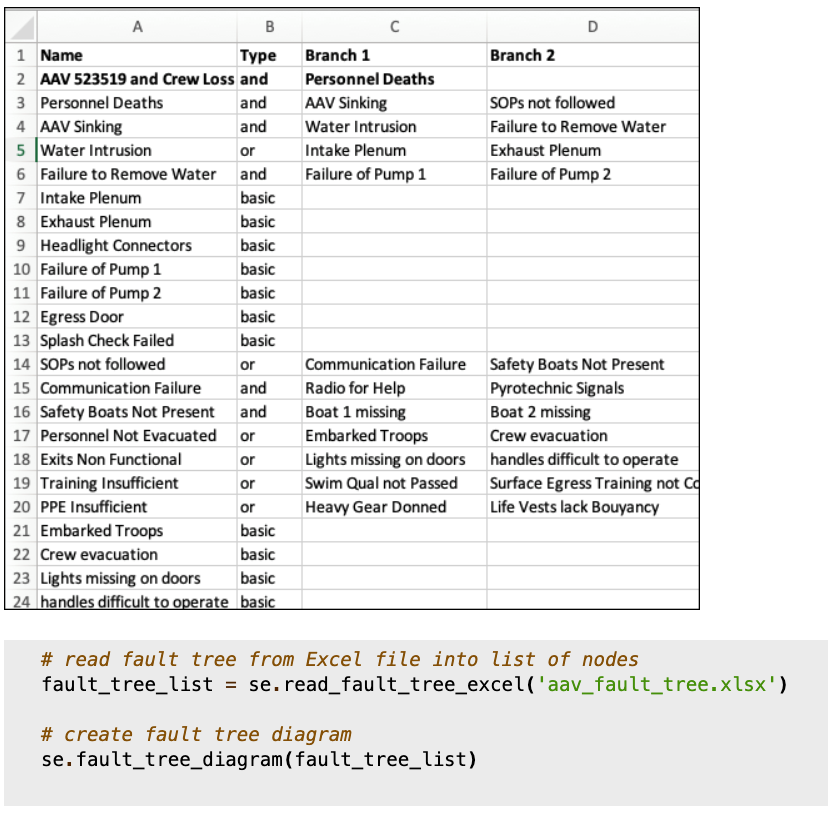 A B C D
1 Name Type Branch 1 Branch 2
2 AAV 523519 and Crew Loss and Personnel Deaths
3 Personnel Deaths and AAV Sinking SOPs not followed
4 AAV Sinking and Water Intrusion Failure to Remove Water
5 Water Intrusion or Intake Plenum Exhaust Plenum
6 Failure to Remove Water and Failure of Pump 1 Failure of Pump 2
7 Intake Plenum basic
8 Exhaust Plenum basic
9 Headlight Connectors basic
10 Failure of Pump 1 basic
11 Failure of Pump 2 basic
12 Egress Door basic
13 Splash Check Failed basic
14 SOPs not followed or Communication Failure Safety Boats Not Present
15 Communication Failure and Radio for Help Pyrotechnic Signals
16 Safety Boats Not Present and Boat 1 missing Boat 2 missing
17 Personnel Not Evacuated or Embarked Troops Crew evacuation
18 Exits Non Functional or Lights missing on doors handles difficult to operate
19 Training Insufficient or Swim Qual not Passed Surface Egress Training not Co
20 PPE Insufficient or Heavy Gear Donned Life Vests lack Bouyancy
21 Embarked Troops basic
22 Crew evacuation basic
23 Lights missing on doors basic
24 handles difficult to operate basic
# read fault tree from Excel file into list of nodes
fault_tree_list = se.read_fault_tree_excel('aav_fault_tree.xlsx')
# create fault tree diagram
se.fault_tree_diagram(fault_tree_list)